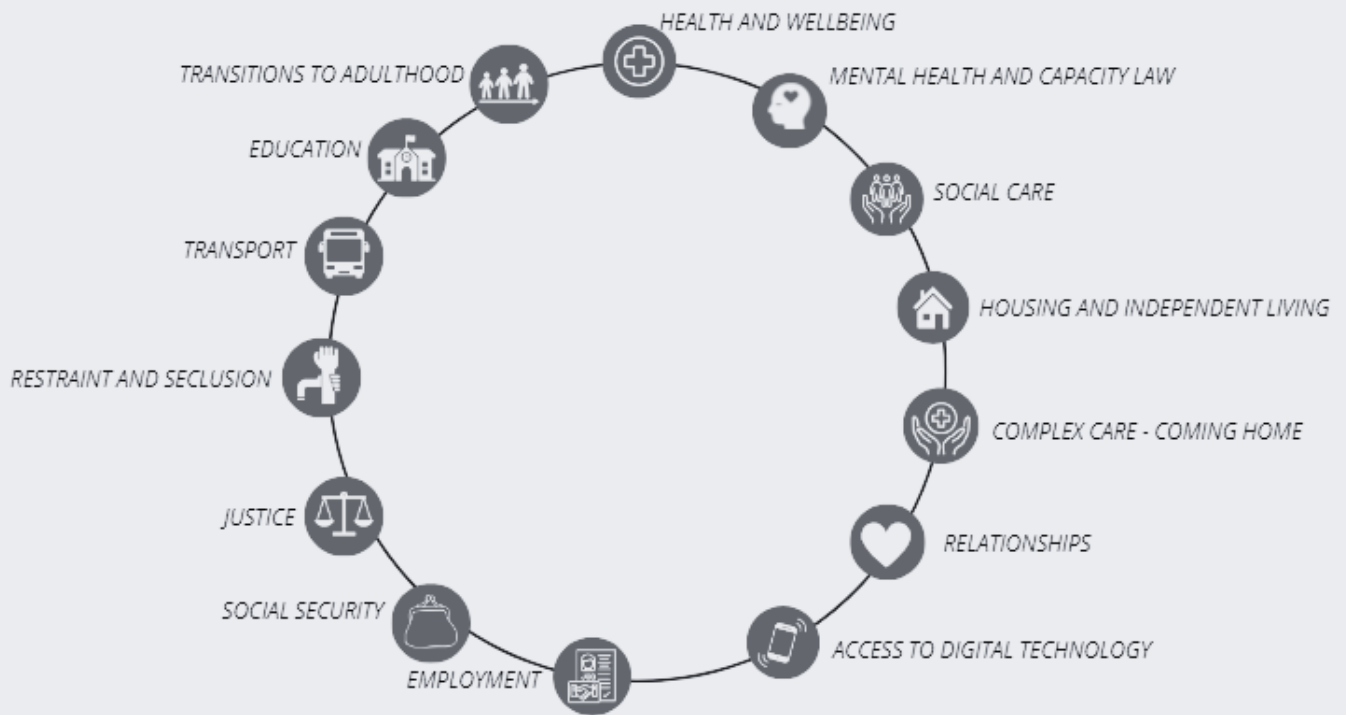 HEALTH AND WELLBEING
MENTAL HEALTH AND CAPACITY LAW
SOCIAL CARE
HOUSING AND INDEPENDENT LIVING
COMPLEX CARE - COMING HOME
RELATIONSHIPS
ACCESS TO DIGITAL TECHNOLOGY
EMPLOYMENT
SOCIAL SECURITY
JUSTICE
RESTRAINT AND SECLUSION
TRANSPORT
EDUCATION
TRANSITIONS TO ADULTHOOD